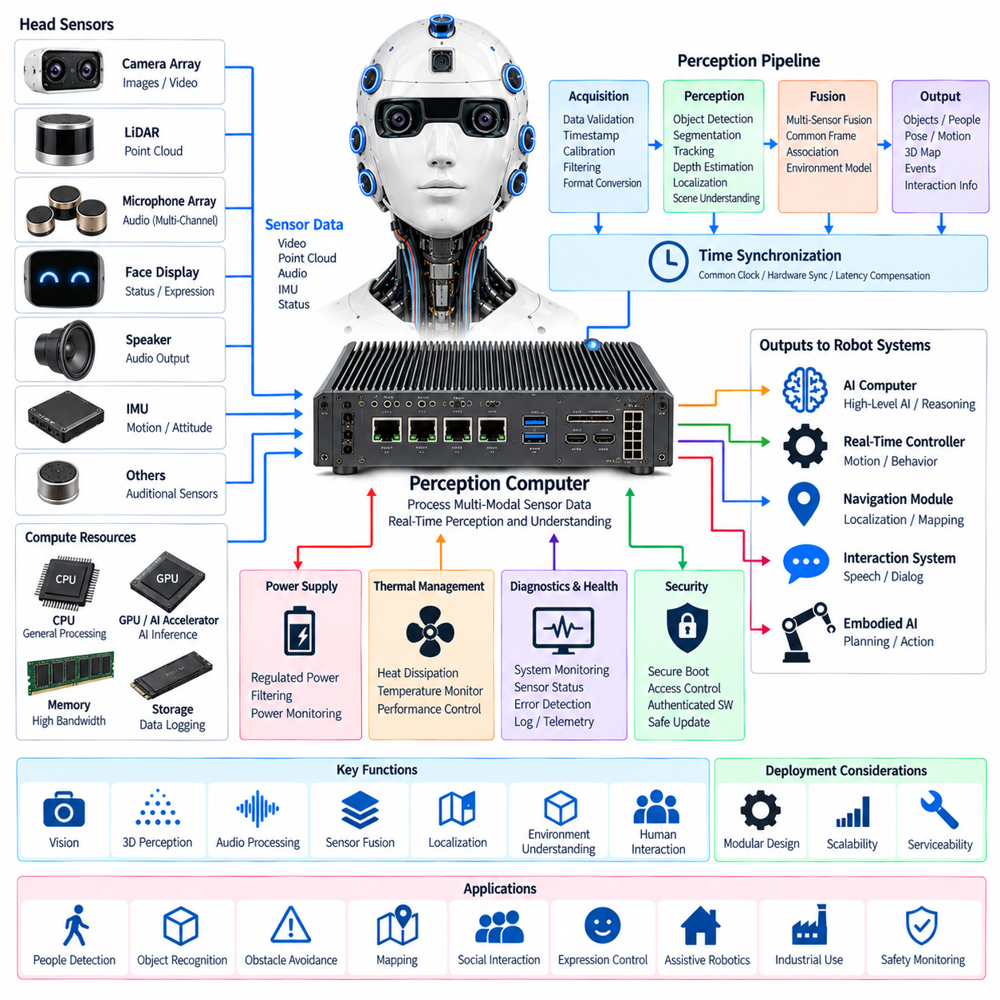 Head Sensors
Camera Array
Images / Video
LiDAR
Point Cloud
Microphone Array
Audio (Multi-Channel)
Face Display
Status / Expression
Speaker
Audio Output
IMU
Motion / Attitude
Others
Auditional Sensors
Sensor Data
Video
Point Cloud
Audio
IMU
Status
Perception Pipeline
Acquisition
Data Validation
Timestamp
Calibration
Filtering
Format Conversion
Perception
Object Detection
Segmentation
Tracking
Depth Estimation
Localization
Scene Understanding
Fusion
Multi-Sensor Fusion
Common Frame
Association
Environment Model
Output
Objects / People
Pose / Motion
3D Map
Events
Interaction Info
Time Synchronization
Common Clock / Hardware Sync / Latency Compensation
Perception Computer
Process Multi-Modal Sensor Data
Real-Time Perception and Understanding
Outputs to Robot Systems
AI Computer
High-Level AI / Reasoning
Real-Time Controller
Motion / Behavior
Navigation Module
Localization / Mapping
Interaction System
Speech / Dialog
Embodied AI
Planning / Action
Compute Resources
CPU
CPU
General Processing
GPU
GPU / AI Accelerator
AI Inference
Memory
High Bandwidth
Storage
Data Logging
Power Supply
Regulated Power
Filtering
Power Monitoring
Thermal Management
Heat Dissipation
Temperature Monitor
Performance Control
Diagnostics & Health
System Monitoring
Sensor Status
Error Detection
Log / Telemetry
Security
Secure Boot
Access Control
Authenticated SW
Safe Update
Key Functions
Vision
3D Perception
Audio Processing
Sensor Fusion
Localization
Environment
Understanding
Human
Interaction
Deployment Considerations
Modular Design
Scalability
Serviceability
Applications
People Detection
Object Recognition
Obstacle Avoidance
Mapping
Social Interaction
Expression Control
Assistive Robotics
Industrial Use
Safety Monitoring